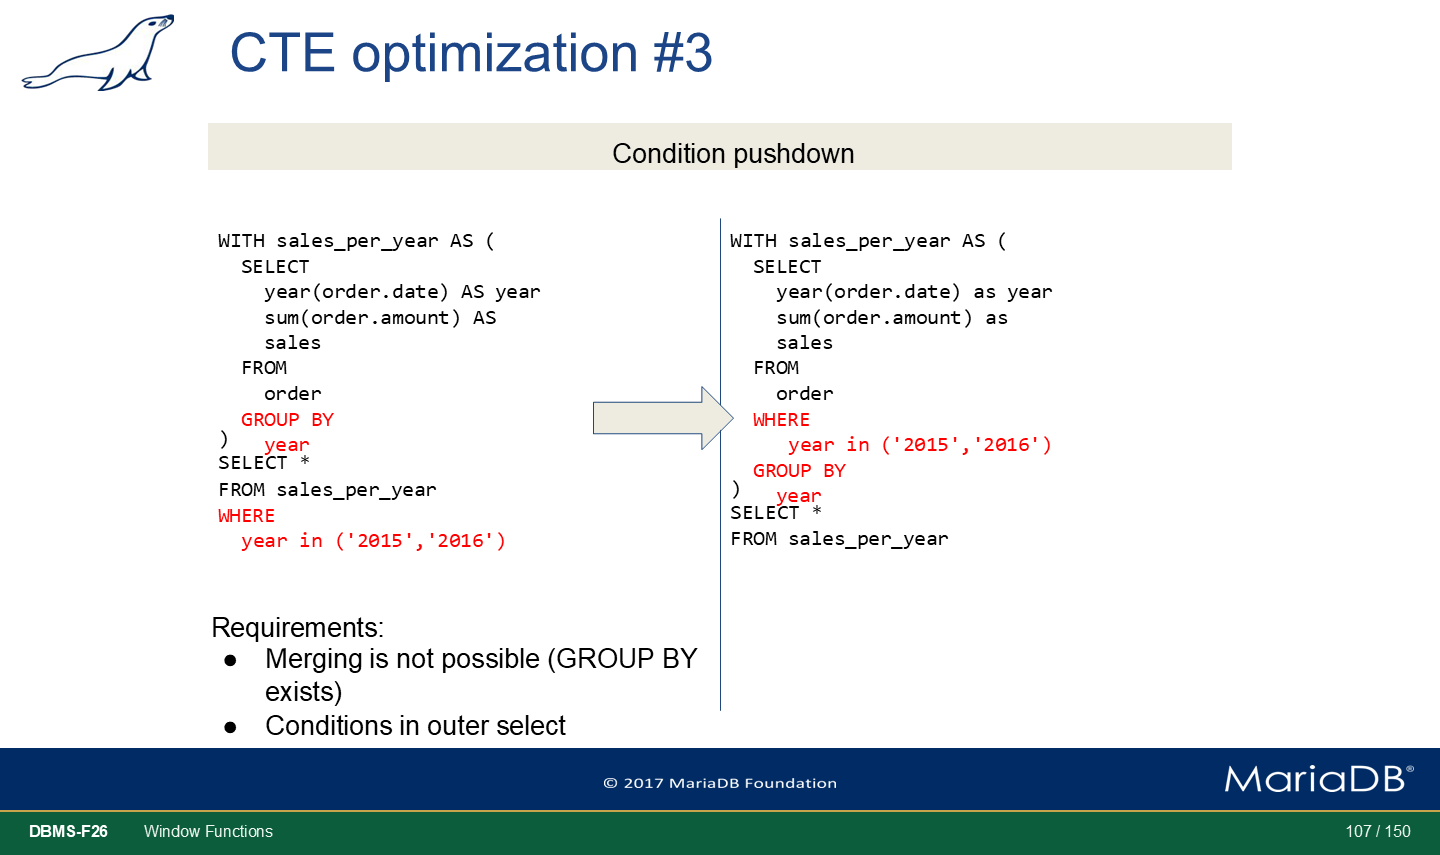 CTE optimization #3
Condition pushdown
WITH sales_per_year AS (
SELECT
year(order.date) AS year
sum(order.amount) AS
sales
FROM
order
GROUP BY
year
)
SELECT *
FROM sales_per_year
WHERE
year in ('2015','2016')
WITH sales_per_year AS (
SELECT
year(order.date) as year
sum(order.amount) as
sales
FROM
order
WHERE
year in ('2015','2016')
GROUP BY
year
)
SELECT *
FROM sales_per_year
Requirements:
● Merging is not possible (GROUP BY
exists)
● Conditions in outer select
© 2017 MariaDB Foundation
MariaDB®
DBMS-F26 Window Functions 107 / 150